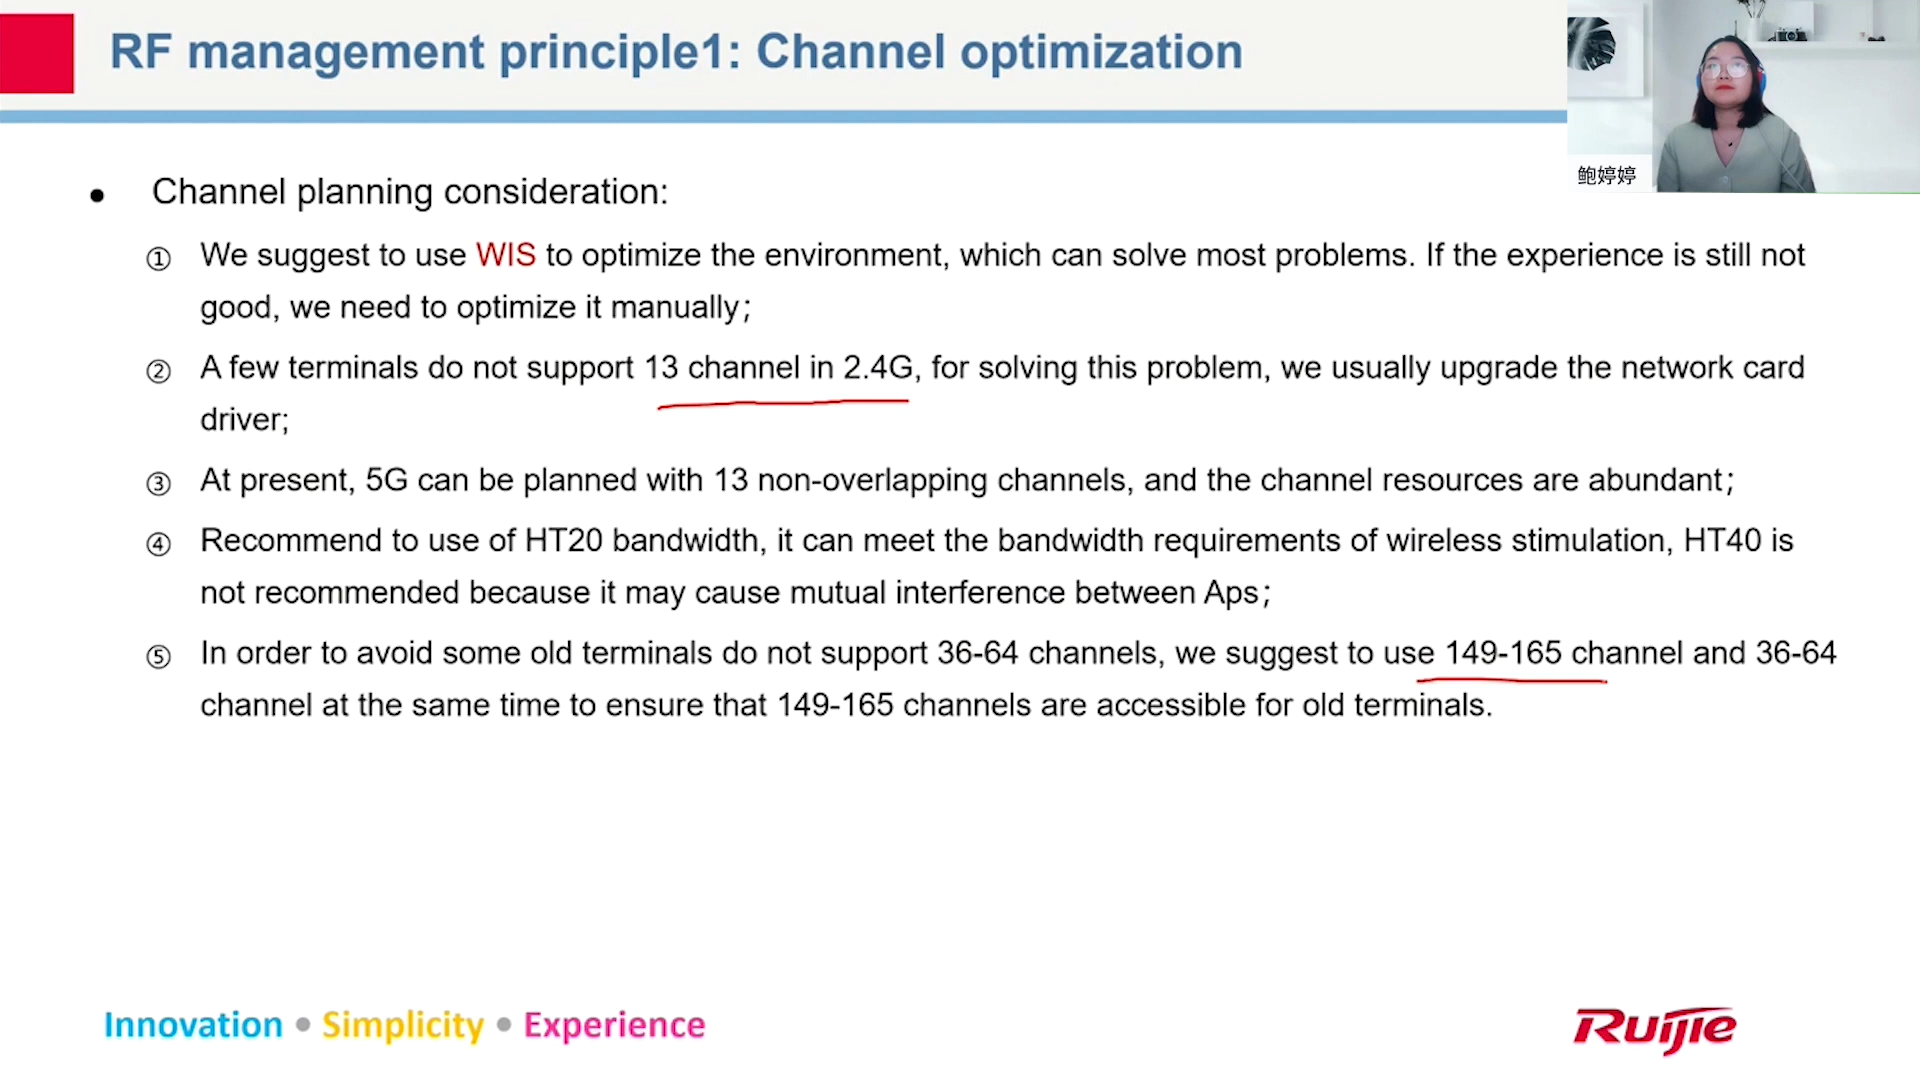 RF management principle1: Channel optimization
鲍婷婷
• Channel planning consideration:
① We suggest to use WIS to optimize the environment, which can solve most problems. If the experience is still not
good, we need to optimize it manually;
② A few terminals do not support 13 channel in 2.4G, for solving this problem, we usually upgrade the network card
driver;
③ At present, 5G can be planned with 13 non-overlapping channels, and the channel resources are abundant;
④ Recommend to use of HT20 bandwidth, it can meet the bandwidth requirements of wireless stimulation, HT40 is
not recommended because it may cause mutual interference between Aps;
⑤ In order to avoid some old terminals do not support 36-64 channels, we suggest to use 149-165 channel and 36-64
channel at the same time to ensure that 149-165 channels are accessible for old terminals.
Innovation • Simplicity • Experience
Ruijie